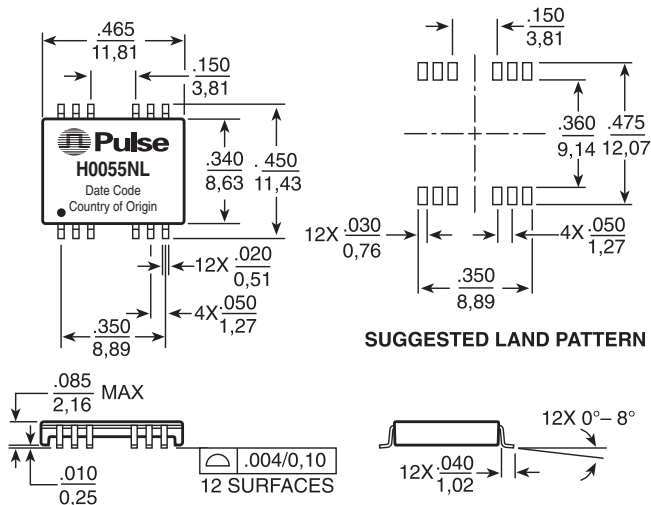 .465
11,81
.150
3,81
Pulse
H0055NL
Date Code
Country of Origin
.340
8,63
.450
11,43
12X .020
0,51
4X .050
1,27
.350
8,89
.150
3,81
.360
9,14
.475
12,07
12X .030
0,76
4X .050
1,27
.350
8,89
SUGGESTED LAND PATTERN
.085
2,16
MAX
.010
0,25
.004/0,10
12 SURFACES
12X 0°– 8°
12X .040
1,02